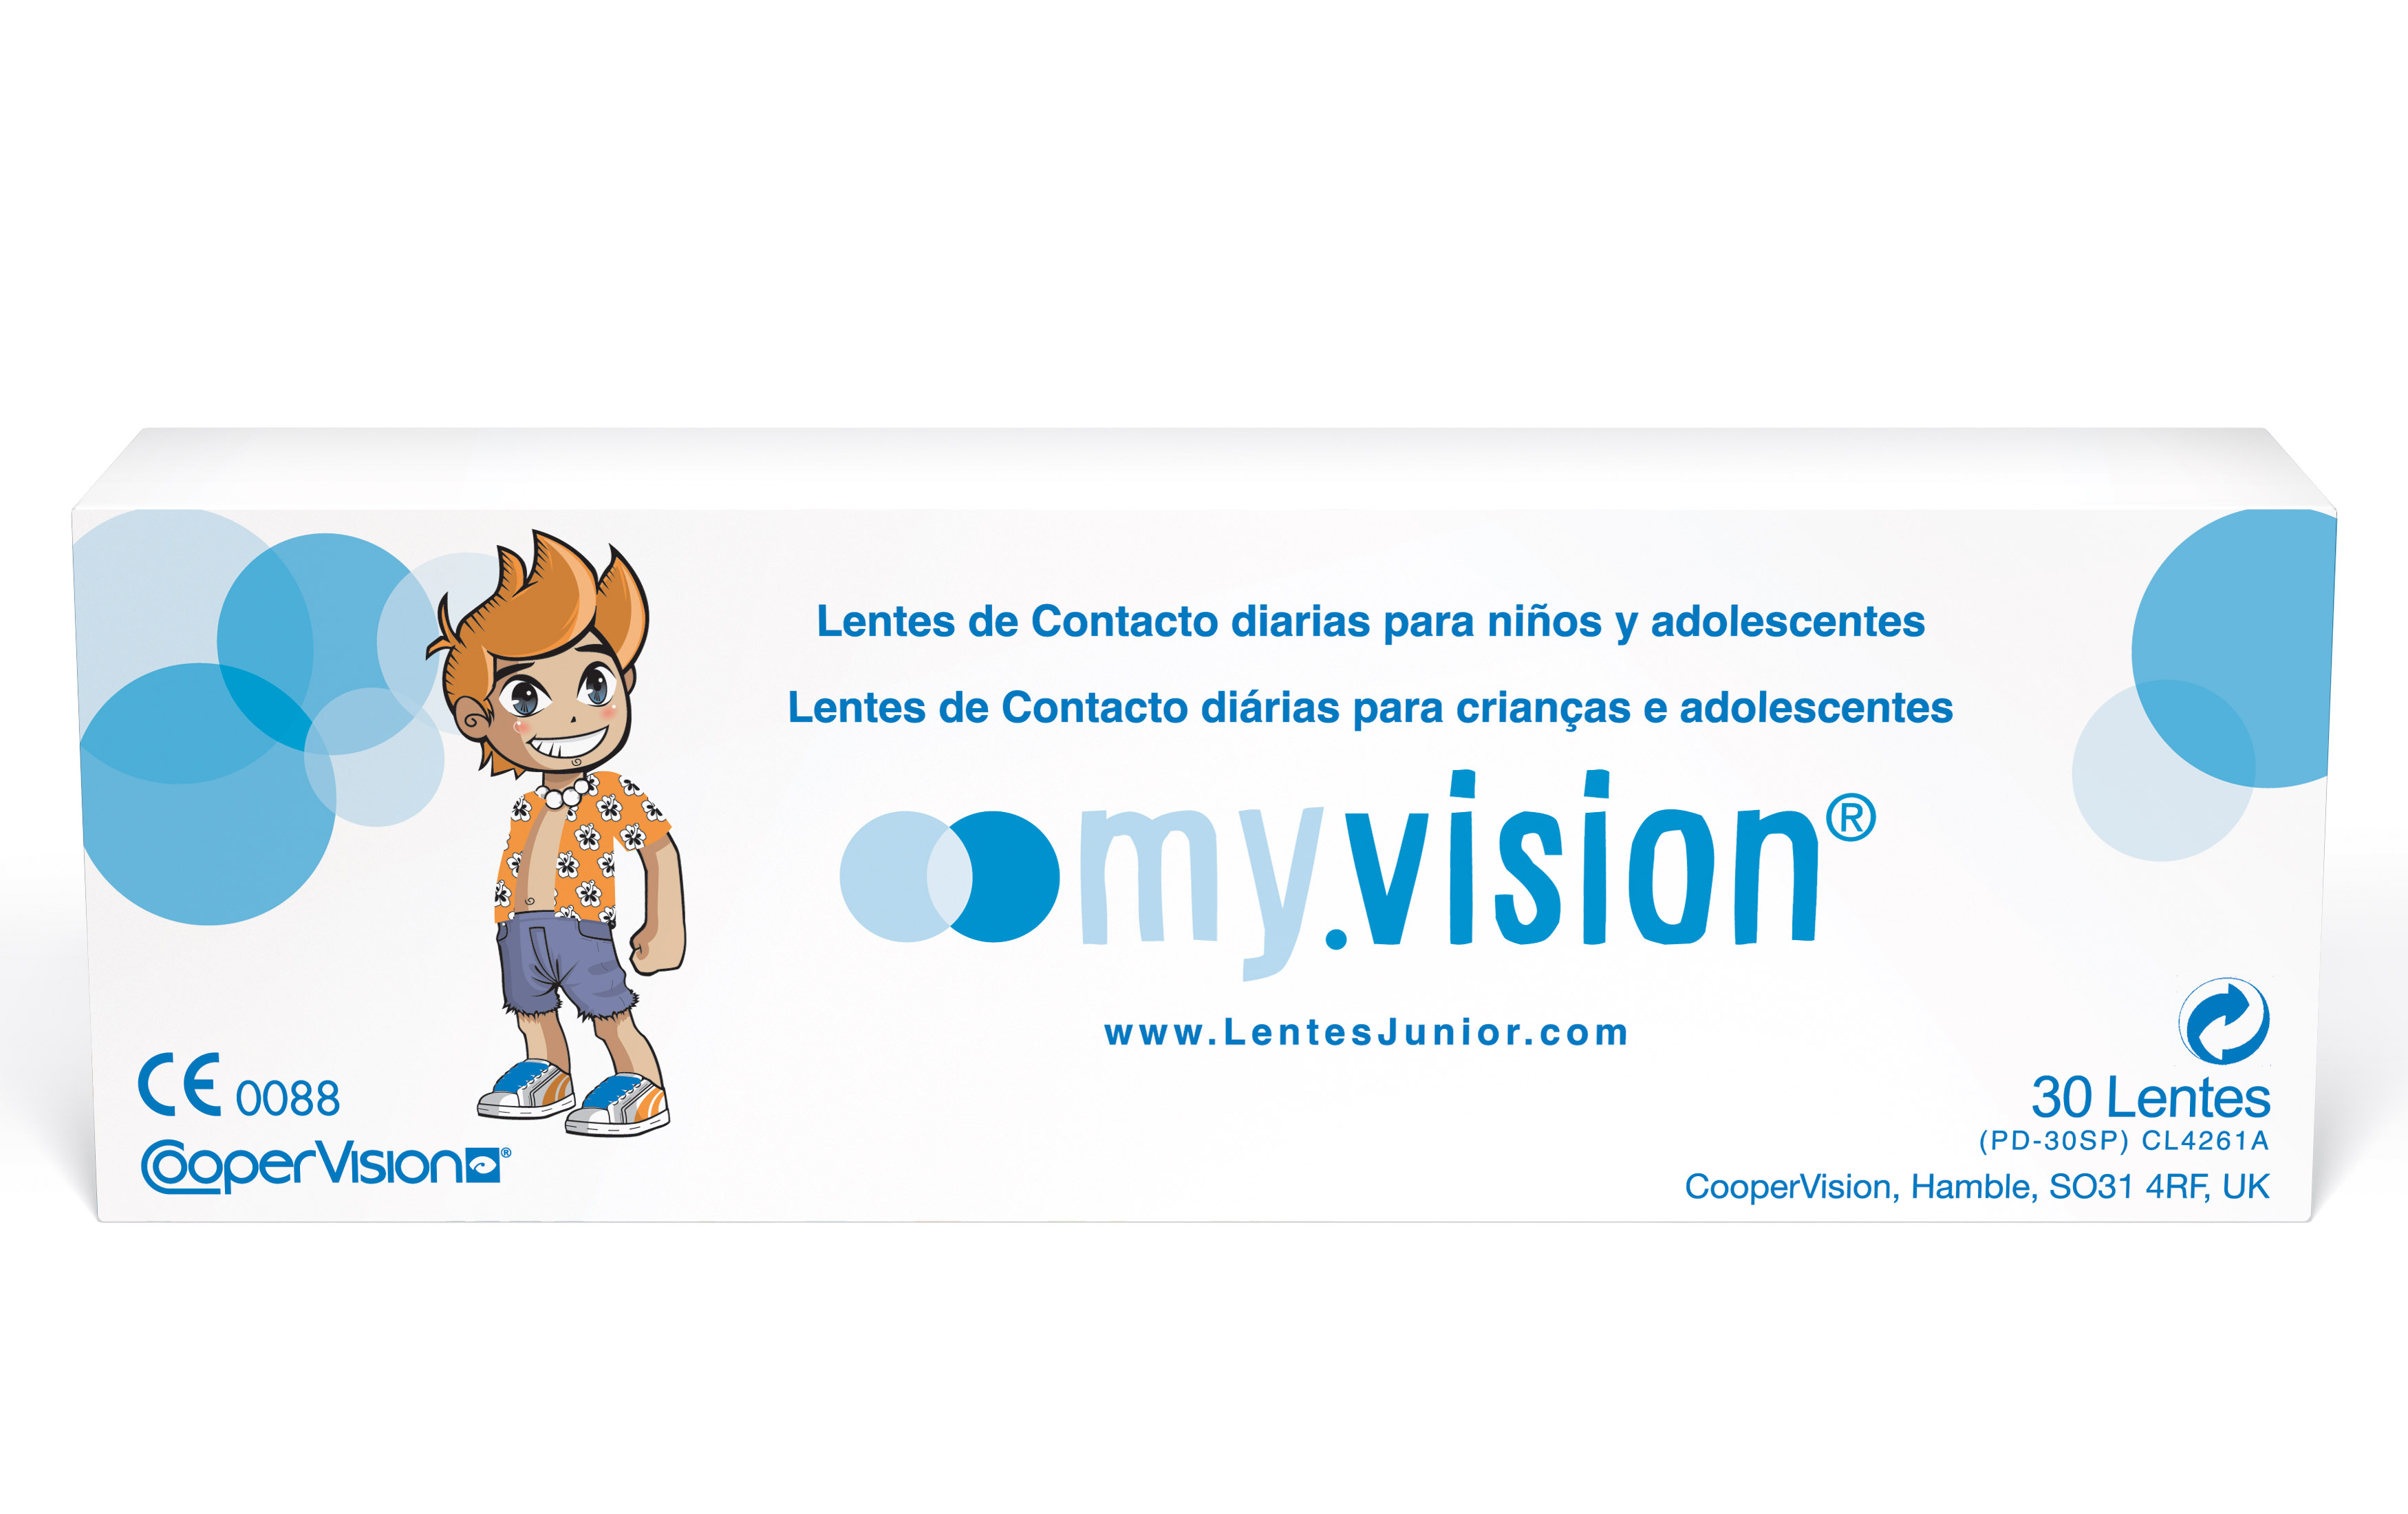 Lentes de Contacto diarias para niños y adolescentes
Lentes de Contacto diárias para crianças e adolescentes
my.vision®
www.LentesJunior.com
CE 0088
CooperVision®
30 Lentes
(PD-30SP) CL4261A
CooperVision, Hamble, SO31 4RF, UK